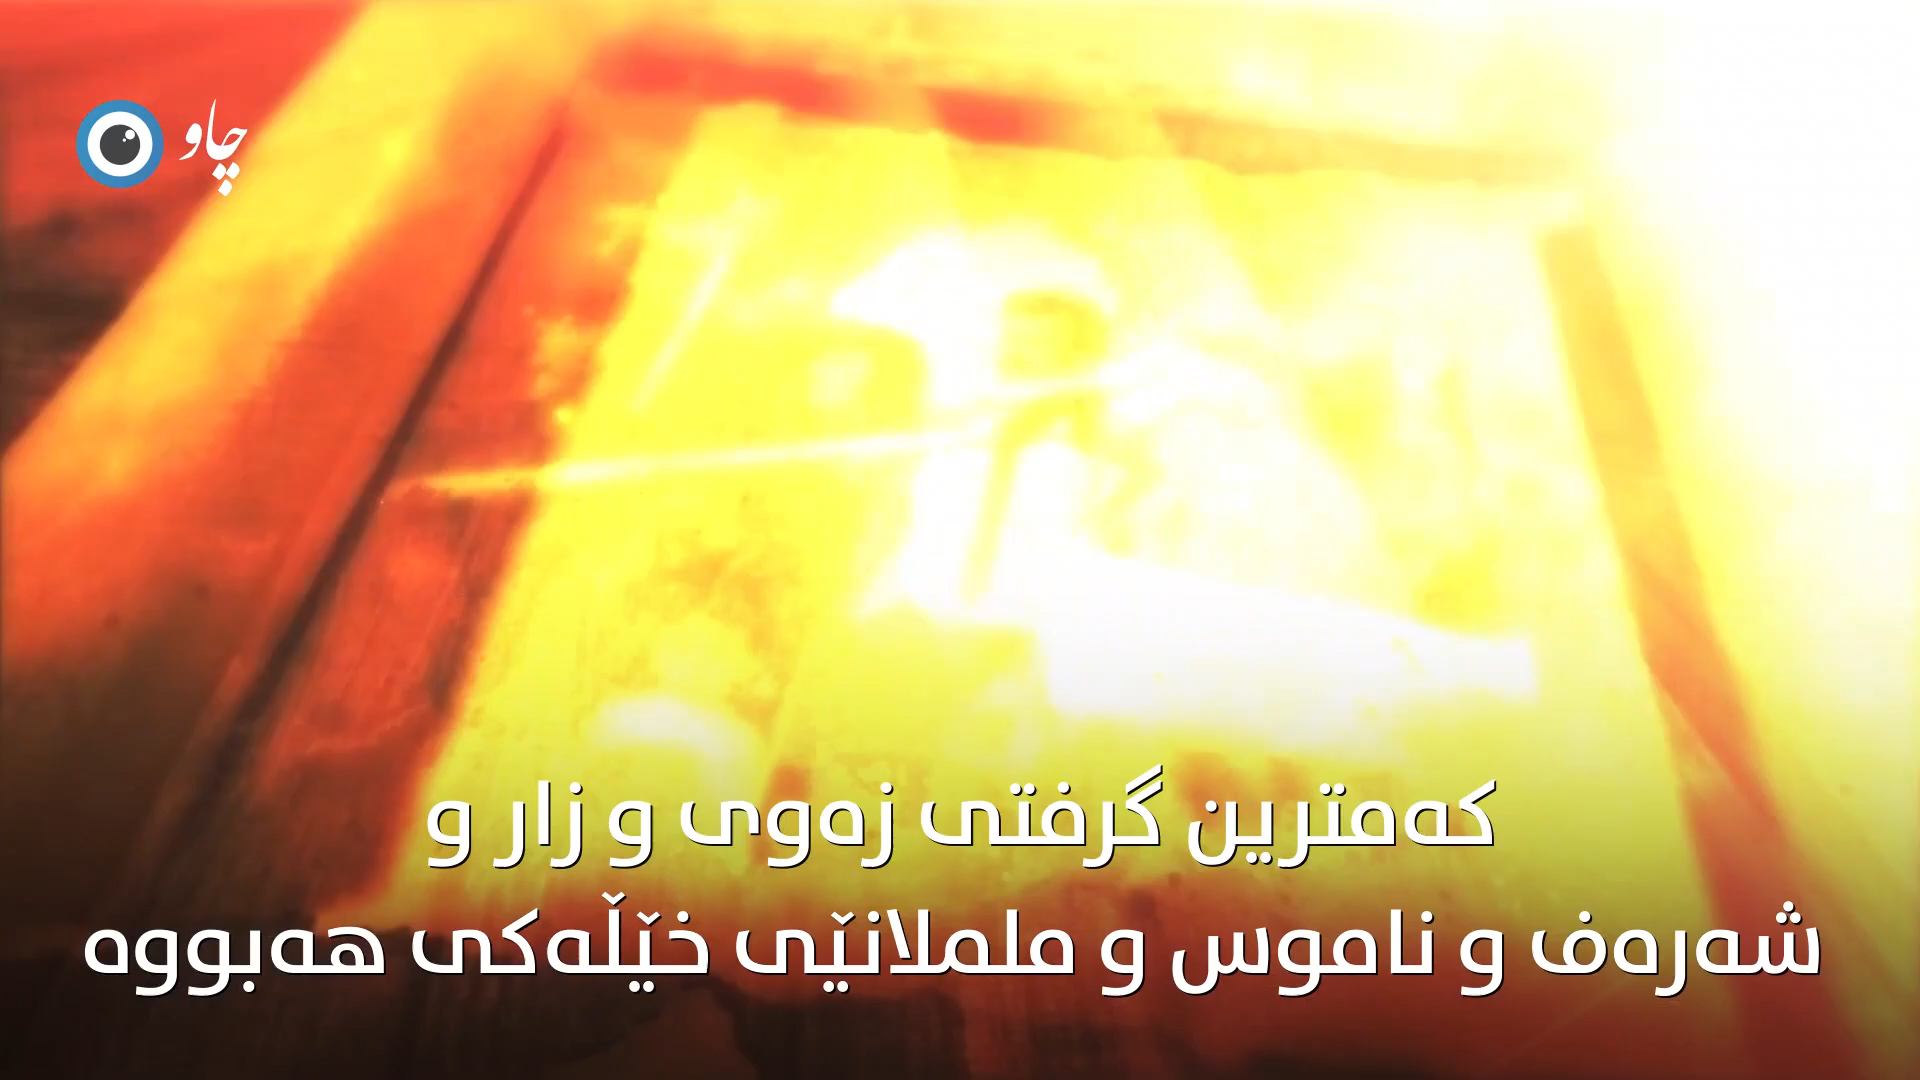 چاو
کەمترین گرفتی زەوی و زار و
شەرەف و ناموس و ململانێی خێڵەکی هەبووە